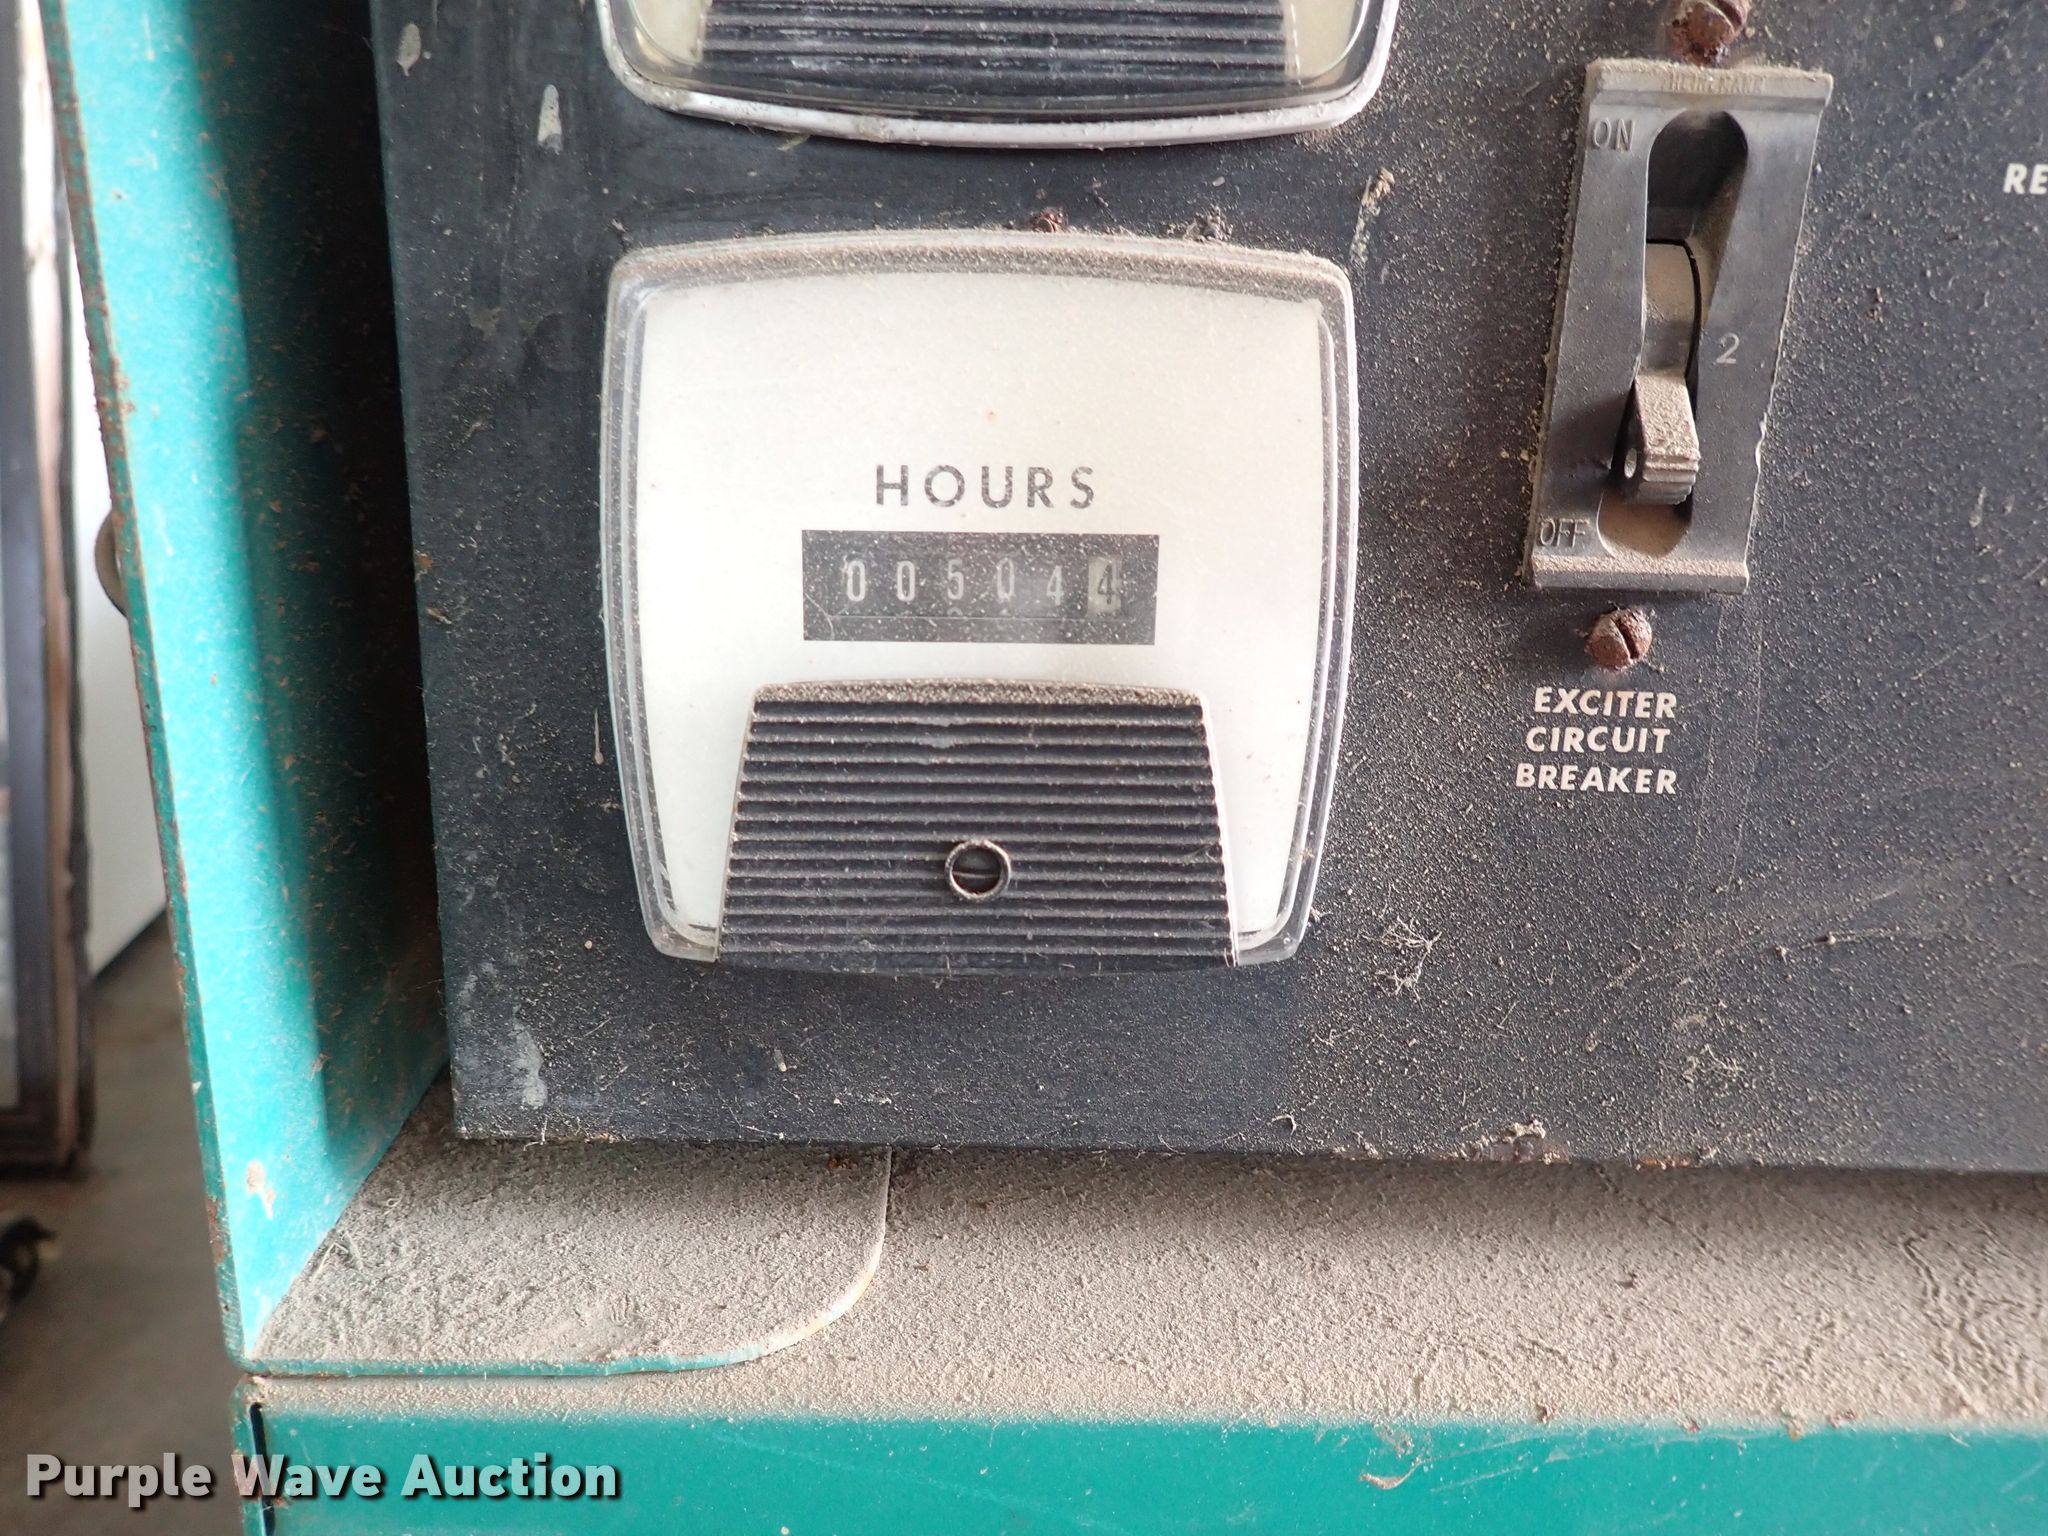 ON
RE
2
HOURS
005044
OFF
EXCITER
CIRCUIT
BREAKER
Purple Wave Auction